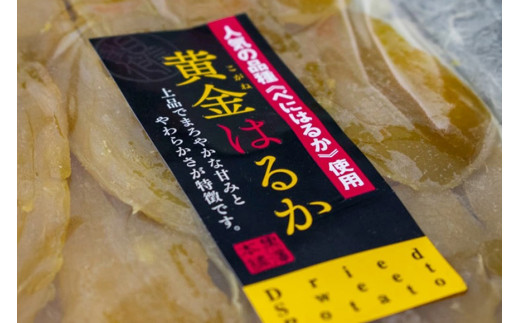 人気の品種《べにはるか》使用
黄金はるか
こがね
上品でまろやかな甘みと
やわらかさが特徴です。
Dried
Sweet
Potato